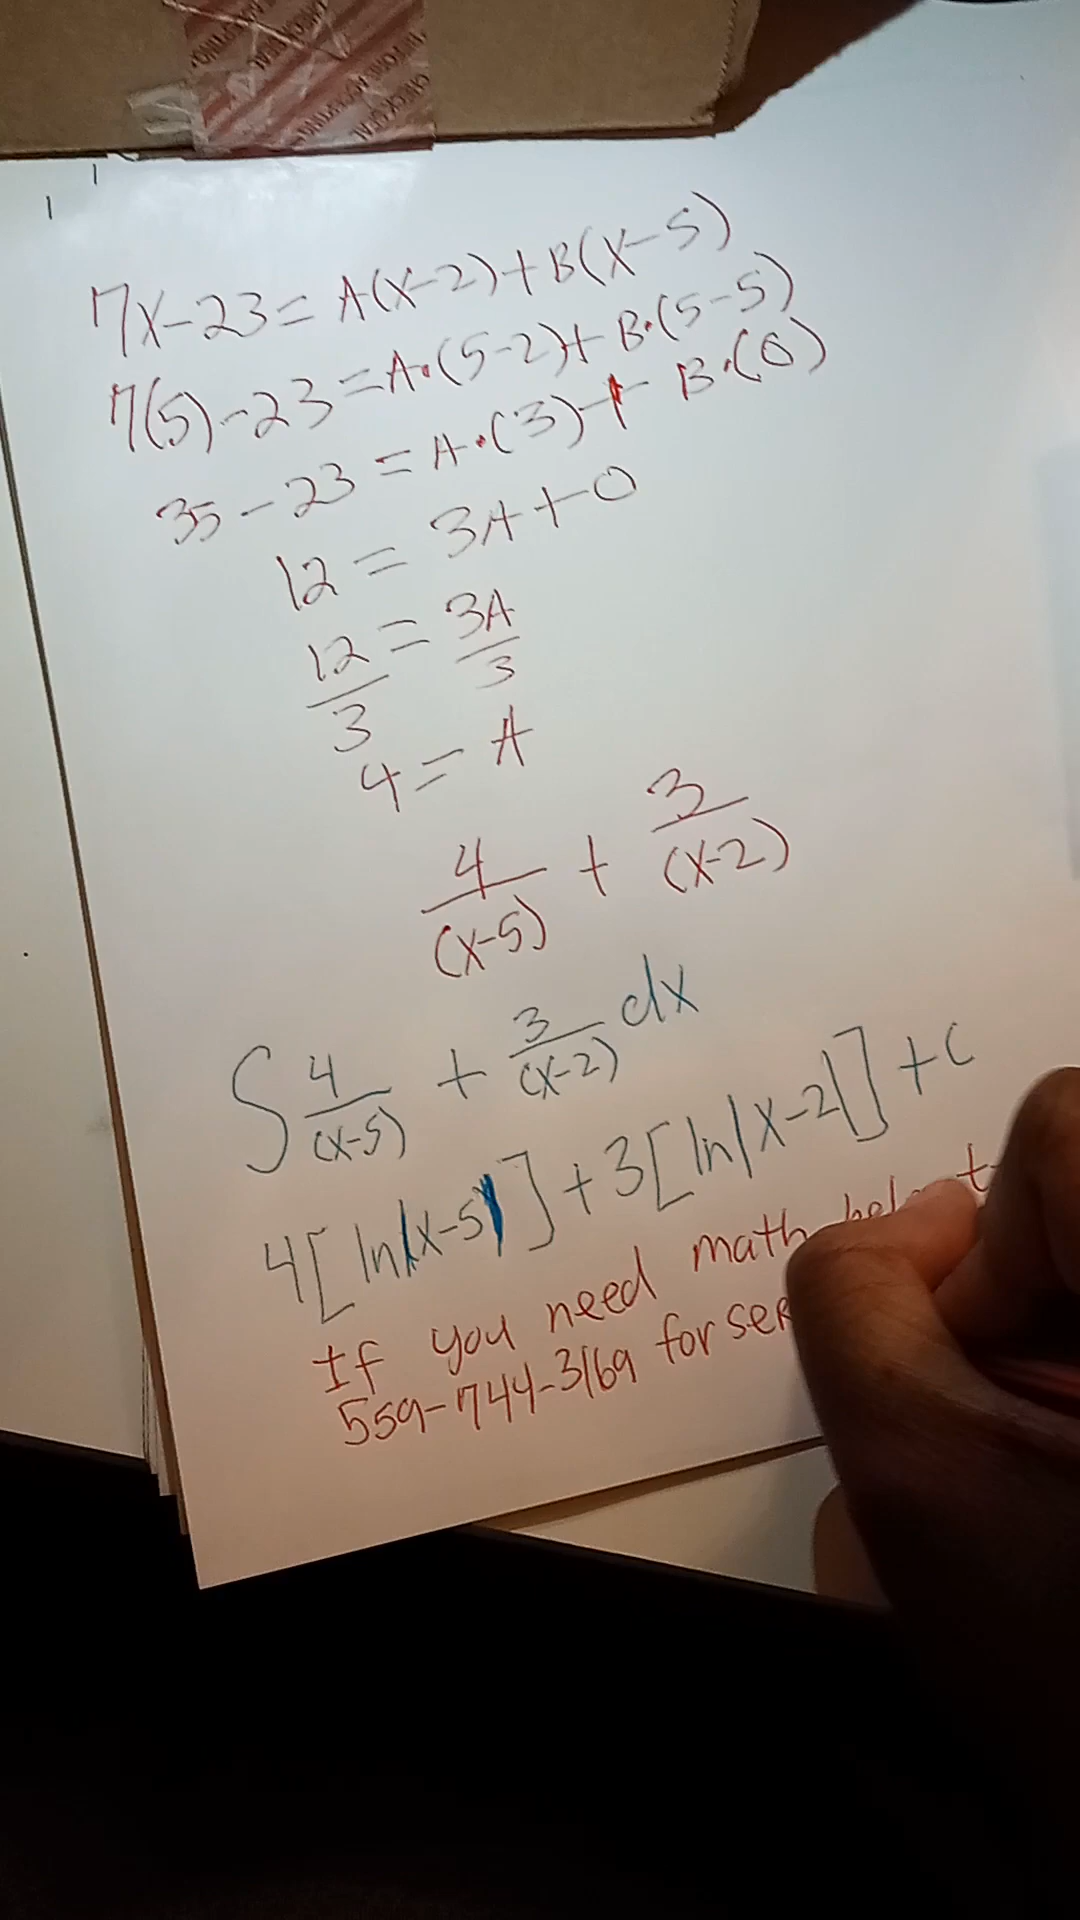 7x-23=A(x-2)+B(x-5)
7(5)-23=A•(5-2)+B•(5-5)
35-23=A•(3)+B•(0)
12=3A+0
12/3=3A/3
4=A
4/(x-5)+3/(x-2)
∫4/(x-5)+3/(x-2)dx
4[ln|x-5|]+3[ln|x-2|]+c
If you need math
559-744-3169 for